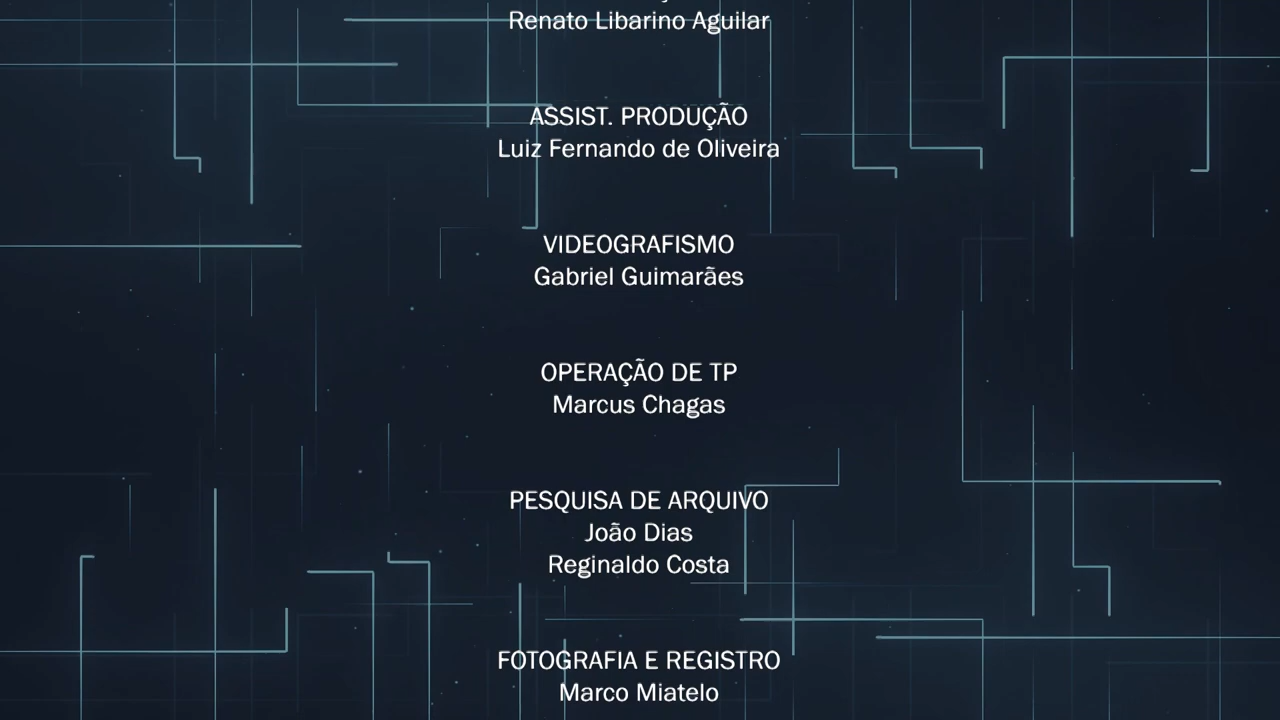 Renato Libarino Aguilar
ASSIST. PRODUÇÃO
Luiz Fernando de Oliveira
VIDEOGRAFISMO
Gabriel Guimarães
OPERAÇÃO DE TP
Marcus Chagas
PESQUISA DE ARQUIVO
João Dias
Reginaldo Costa
FOTOGRAFIA E REGISTRO
Marco Miatelo